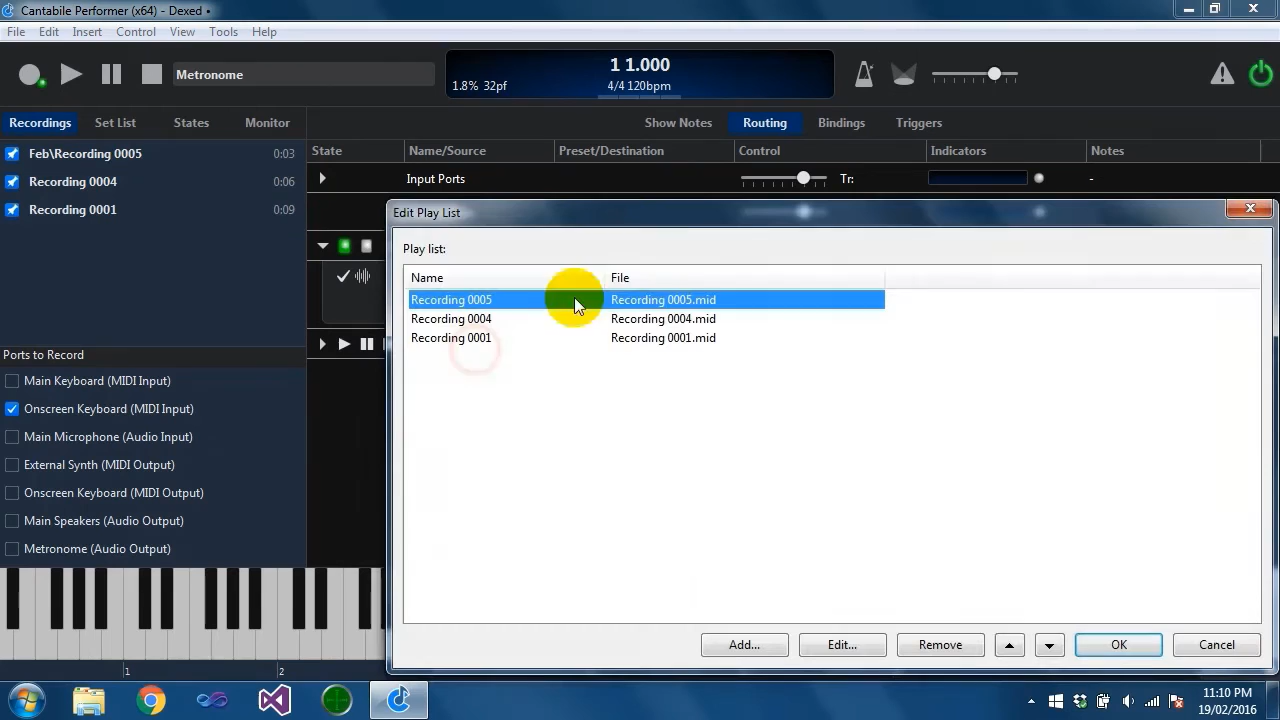 Cantabile Performer (x64) - Dexed •
File Edit Insert Control View Tools Help
Metronome
1 1.000
1.8% 32pf 4/4 120bpm
Recordings Set List States Monitor
Show Notes Routing Bindings Triggers
State Name/Source Preset/Destination Control Indicators Notes
Feb\Recording 0005 0:03
Recording 0004 0:06
Recording 0001 0:09
Input Ports Tr: -
Edit Play List
Play list:
Name File
Recording 0005 Recording 0005.mid
Recording 0004 Recording 0004.mid
Recording 0001 Recording 0001.mid
Ports to Record
Main Keyboard (MIDI Input)
Onscreen Keyboard (MIDI Input)
Main Microphone (Audio Input)
External Synth (MIDI Output)
Onscreen Keyboard (MIDI Output)
Main Speakers (Audio Output)
Metronome (Audio Output)
Add... Edit... Remove OK Cancel
1 2
11:10 PM
19/02/2016